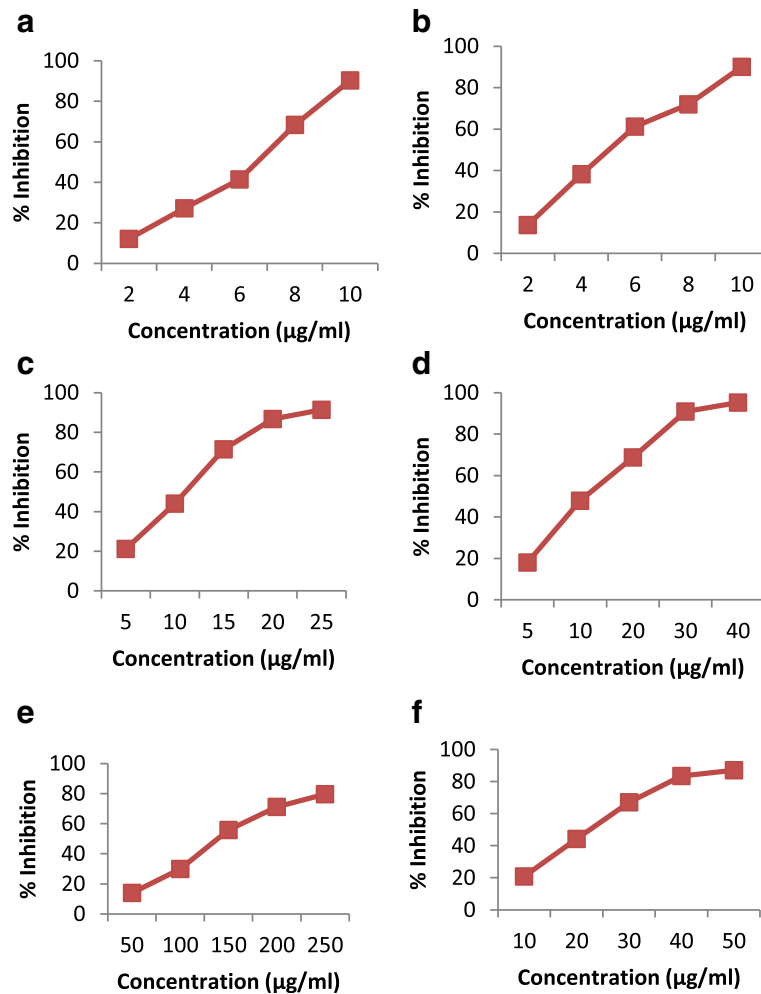 a
100
80
60
40
20
0
% Inhibition
2 4 6 8 10
Concentration (µg/ml)
b
100
80
60
40
20
0
% Inhibition
2 4 6 8 10
Concentration (µg/ml)
c
100
80
60
40
20
0
% Inhibition
5 10 15 20 25
Concentration (µg/ml)
d
100
80
60
40
20
0
% Inhibition
5 10 20 30 40
Concentration (µg/ml)
e
100
80
60
40
20
0
% Inhibition
50 100 150 200 250
Concentration (µg/ml)
f
100
80
60
40
20
0
% Inhibition
10 20 30 40 50
Concentration (µg/ml)